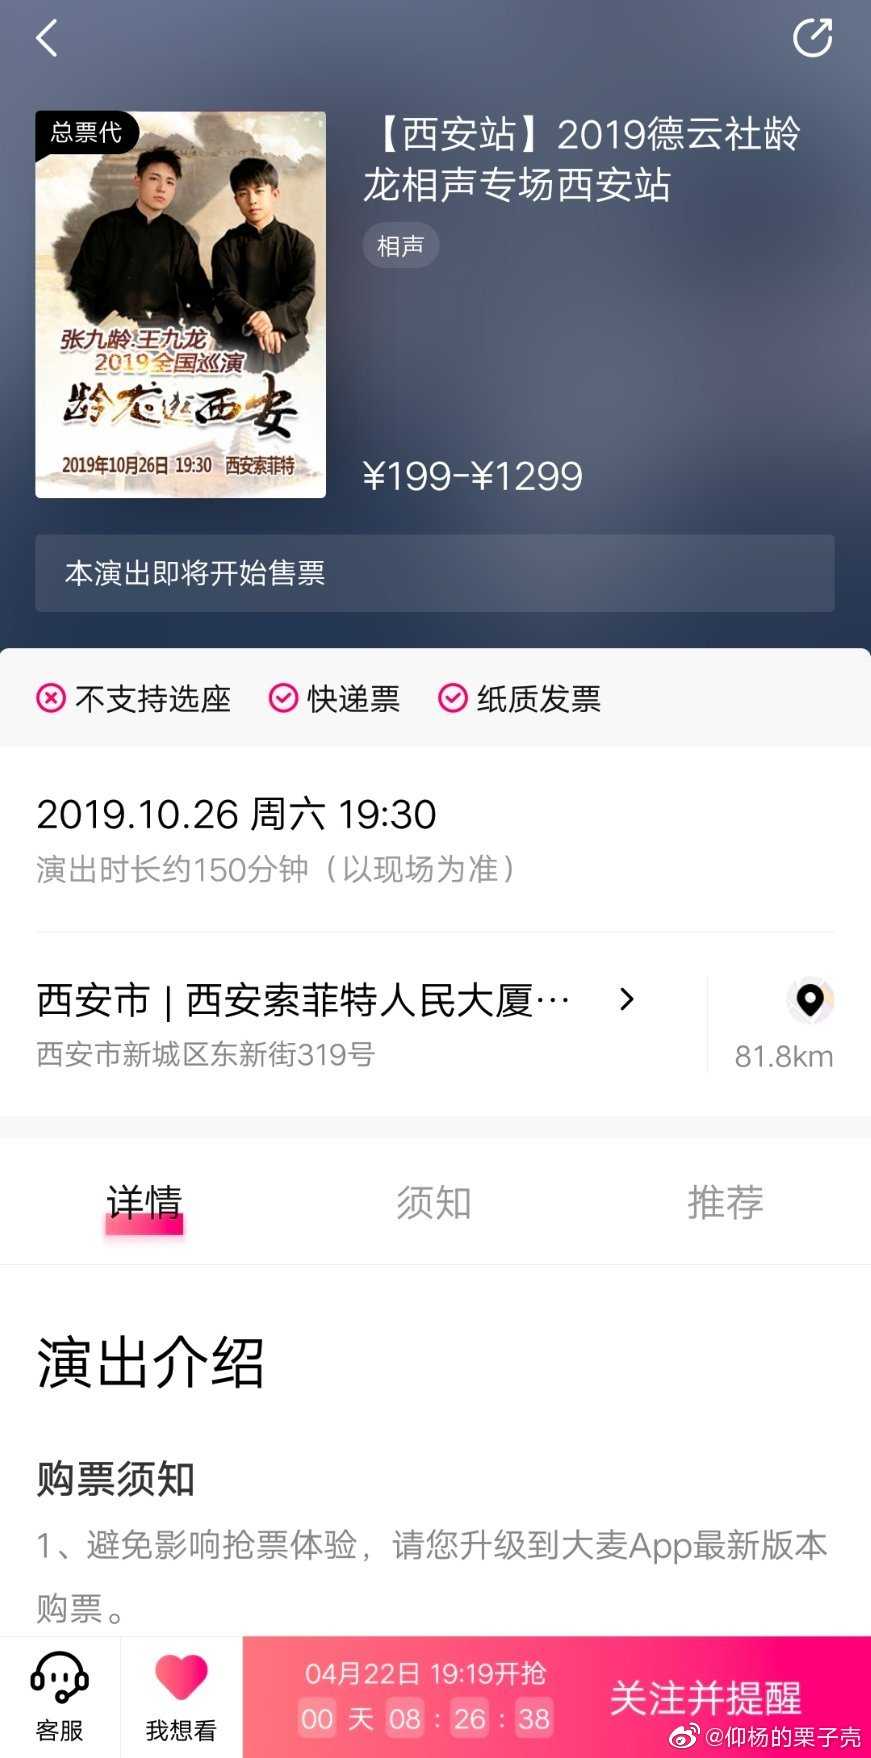 总票代
【西安站】2019德云社龄
龙相声专场西安站
相声
张九龄.王九龙
2019全国巡演
龄龙逛西安
2019年10月26日 19:30 西安索菲特
¥199-¥1299
本演出即将开始售票
不支持选座 快递票 纸质发票
2019.10.26 周六 19:30
演出时长约150分钟（以现场为准）
西安市 | 西安索菲特人民大厦…
西安市新城区东新街319号
81.8km
详情 须知 推荐
演出介绍
购票须知
1、避免影响抢票体验，请您升级到大麦App最新版本
购票。
客服
我想看
04月22日 19:19开抢
00 天 08 : 26 : 38
关注并提醒
@仰杨的栗子壳